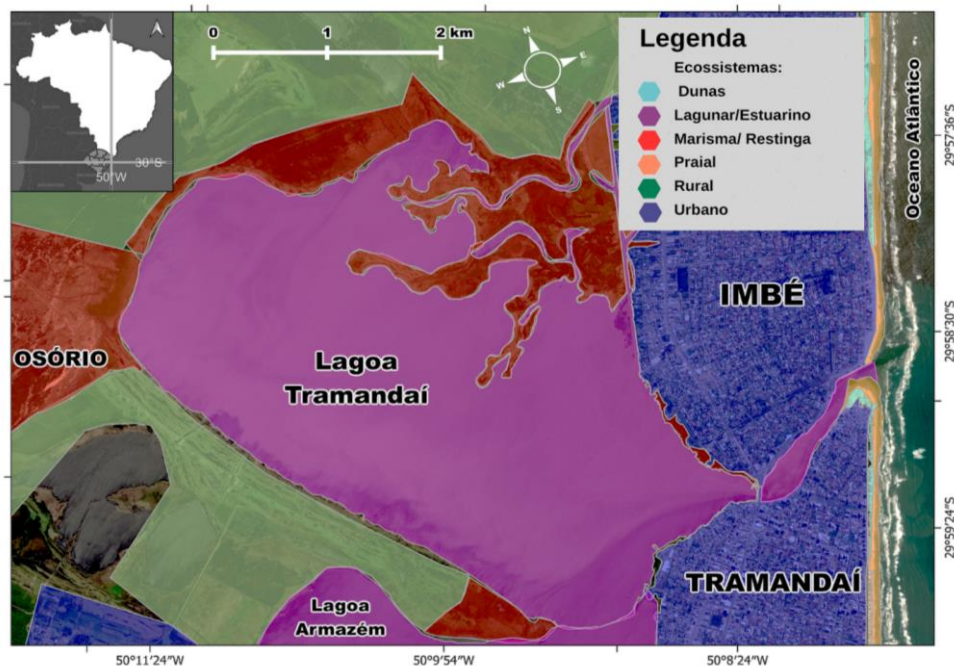 30°S
50°W
0 1 2 km
N
E
S
W
Legenda
Ecossistemas:
Dunas
Lagunar/Estuarino
Marisma/ Restinga
Praial
Rural
Urbano
Oceano Atlântico
29°57'36"S
29°58'30"S
29°59'24"S
IMBÉ
OSÓRIO
Lagoa
Tramandaí
TRAMANDAÍ
Lagoa
Armazém
50°11'24"W
50°9'54"W
50°8'24"W